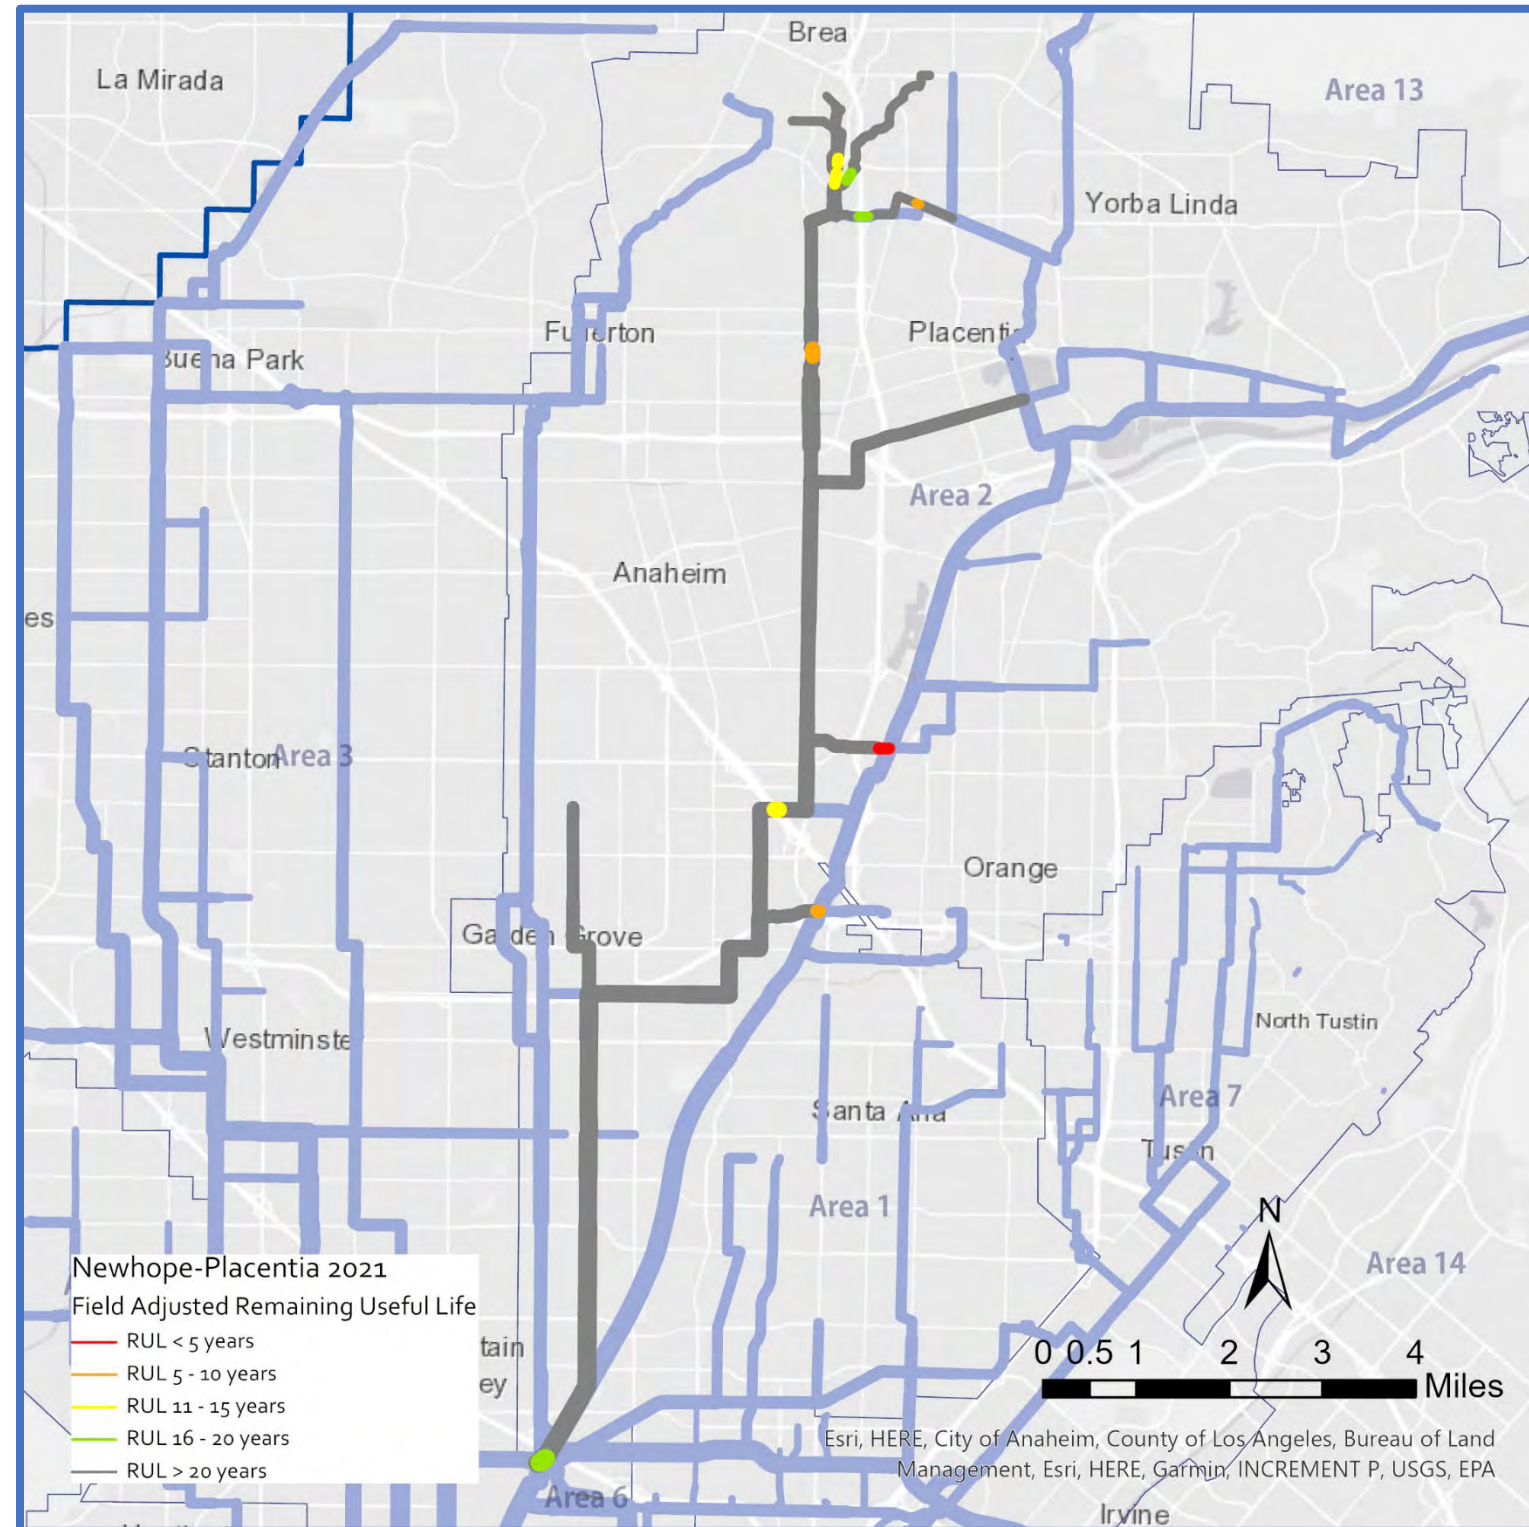 Brea
La Mirada
Area 13
Yorba Linda
Fullerton
Placentia
Buena Park
Area 2
Anaheim
es
Stanton
Area 3
Orange
Garden Grove
North Tustin
Westminster
Area 7
Santa Ana
Tustin
Area 1
N
Area 14
Newhope-Placentia 2021
Field Adjusted Remaining Useful Life
RUL < 5 years
RUL 5 - 10 years
RUL 11 - 15 years
RUL 16 - 20 years
RUL > 20 years
tain
ey
0 0.5 1 2 3 4
Miles
Esri, HERE, City of Anaheim, County of Los Angeles, Bureau of Land
Management, Esri, HERE, Garmin, INCREMENT P, USGS, EPA
Area 6
Irvine